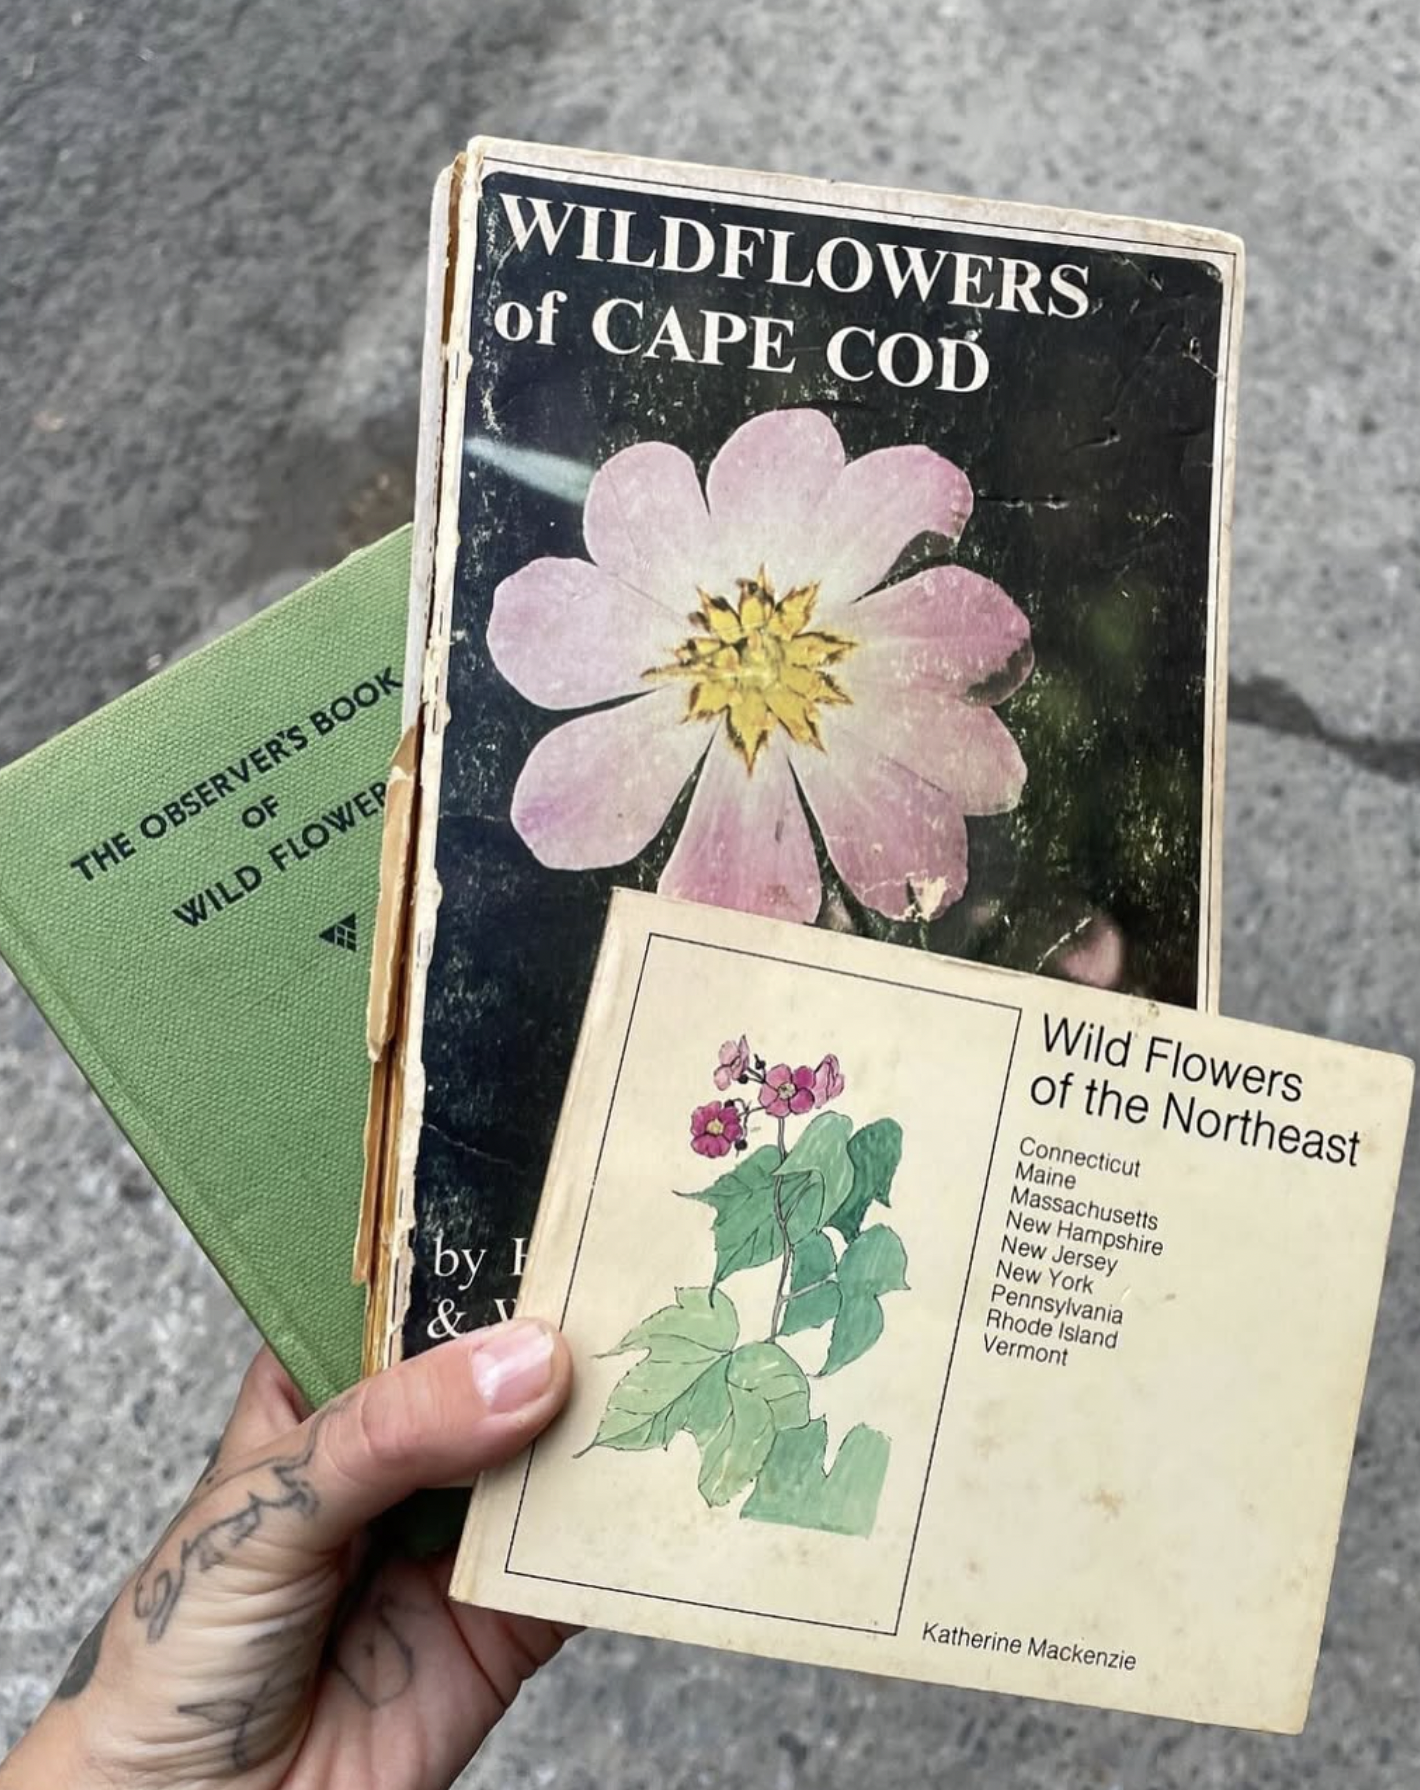 WILDFLOWERS
of CAPE COD
by
&
THE OBSERVER'S BOOK
OF
WILD FLOWER
Wild Flowers
of the Northeast
Connecticut
Maine
Massachusetts
New Hampshire
New Jersey
New York
Pennsylvania
Rhode Island
Vermont
Katherine Mackenzie